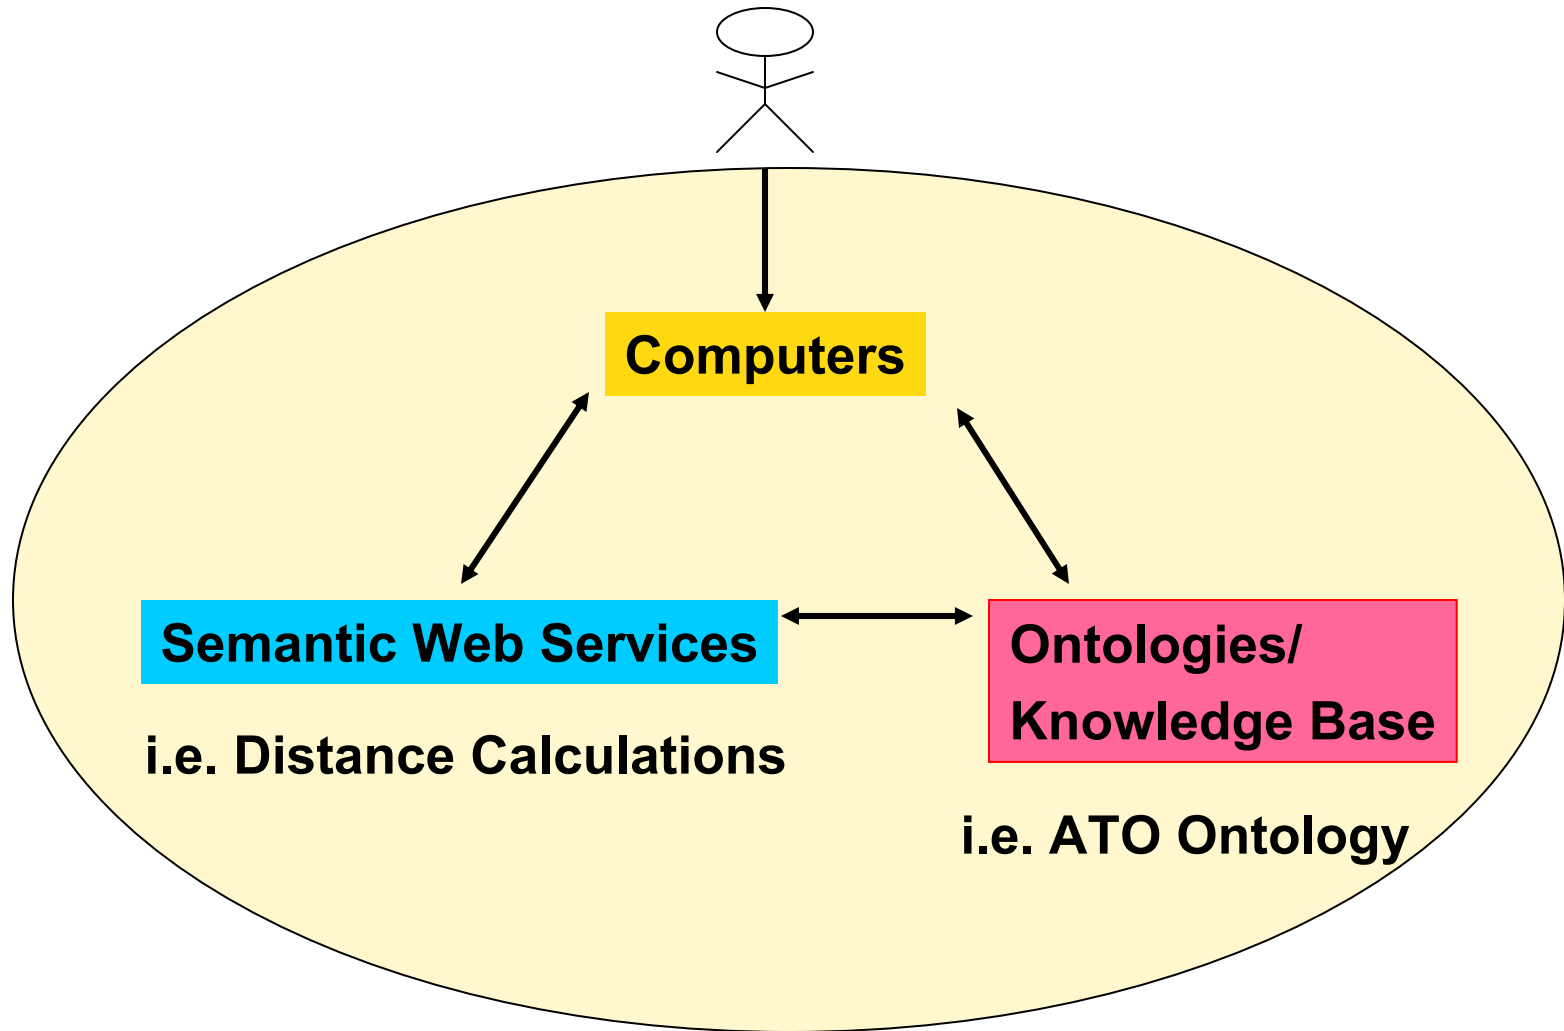 Computers
Semantic Web Services
i.e. Distance Calculations
Ontologies/
Knowledge Base
i.e. ATO Ontology